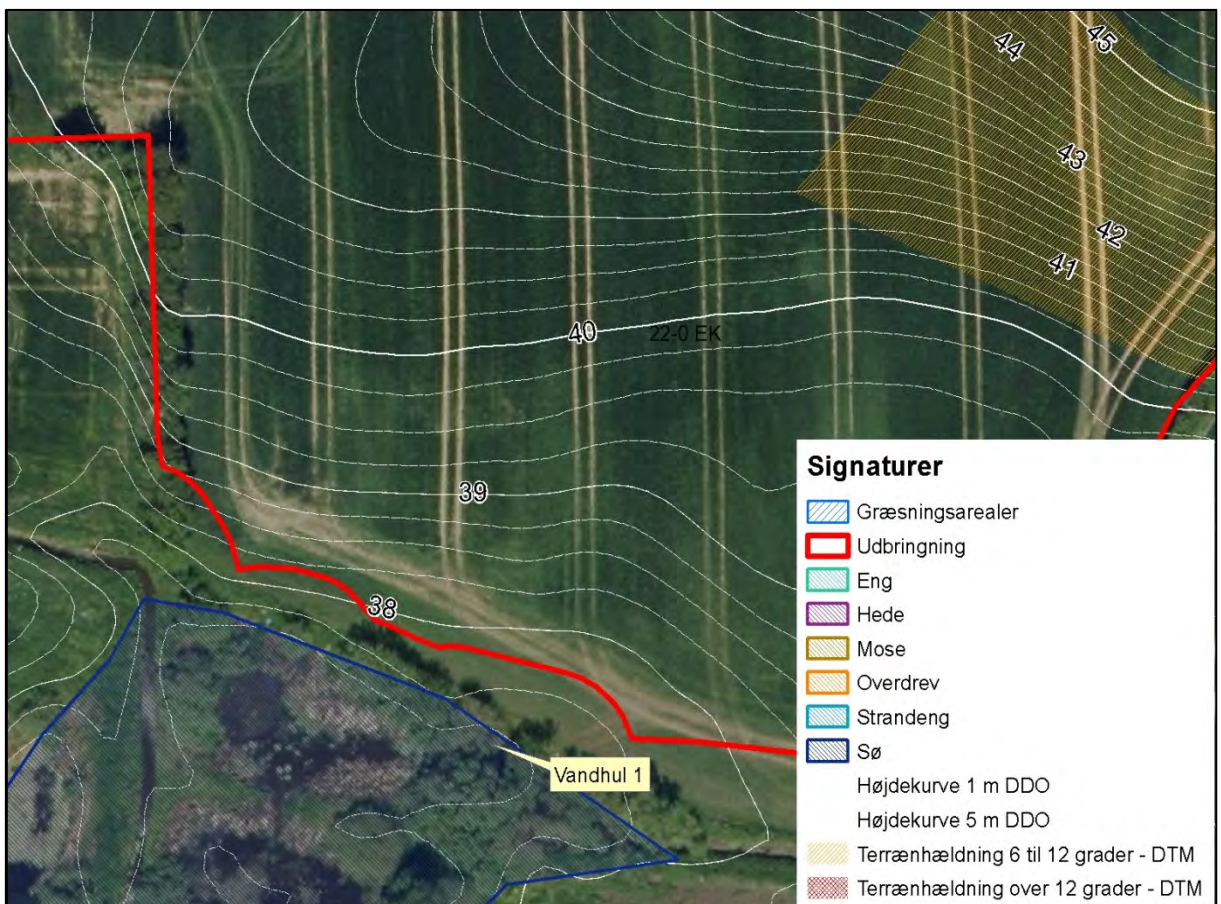 45
44
43
42
41
40
22-0 EK
39
38
Vandhul 1
Signaturer
Græsningsarealer
Udbringning
Eng
Hede
Mose
Overdrev
Strandeng
Sø
Højdekurve 1 m DDO
Højdekurve 5 m DDO
Terrænhældning 6 til 12 grader - DTM
Terrænhældning over 12 grader - DTM